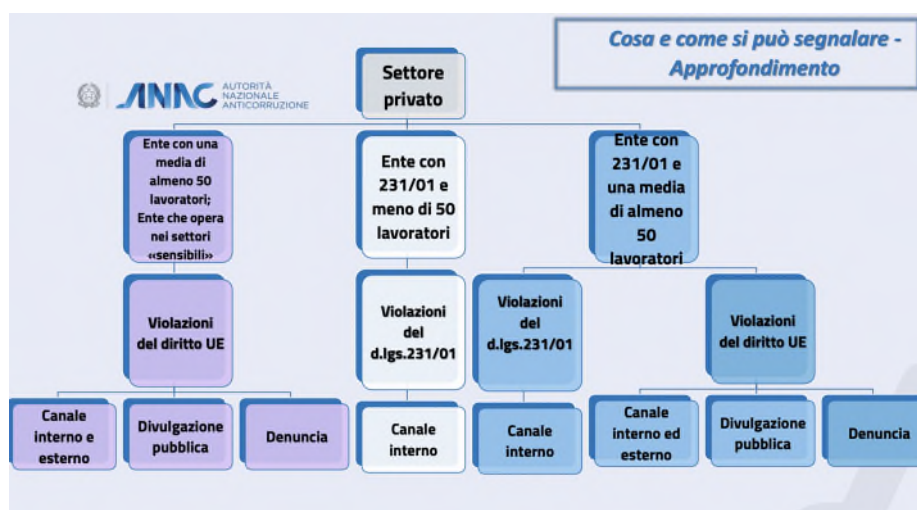 Cosa e come si può segnalare -
Approfondimento
ANAC
AUTORITÀ
NAZIONALE
ANTICORRUZIONE
Settore
privato
Ente con una
media di
almeno 50
lavoratori;
Ente che opera
nei settori
«sensibili»
Ente con
231/01 e
meno di 50
lavoratori
Ente con
231/01 e
una media
di almeno
50
lavoratori
Violazioni
del diritto UE
Violazioni
del
d.lgs.231/01
Violazioni
del
d.lgs.231/01
Violazioni
del diritto UE
Canale
interno e
esterno
Divulgazione
pubblica
Denuncia
Canale
interno
Canale
interno
Canale
interno ed
esterno
Divulgazione
pubblica
Denuncia